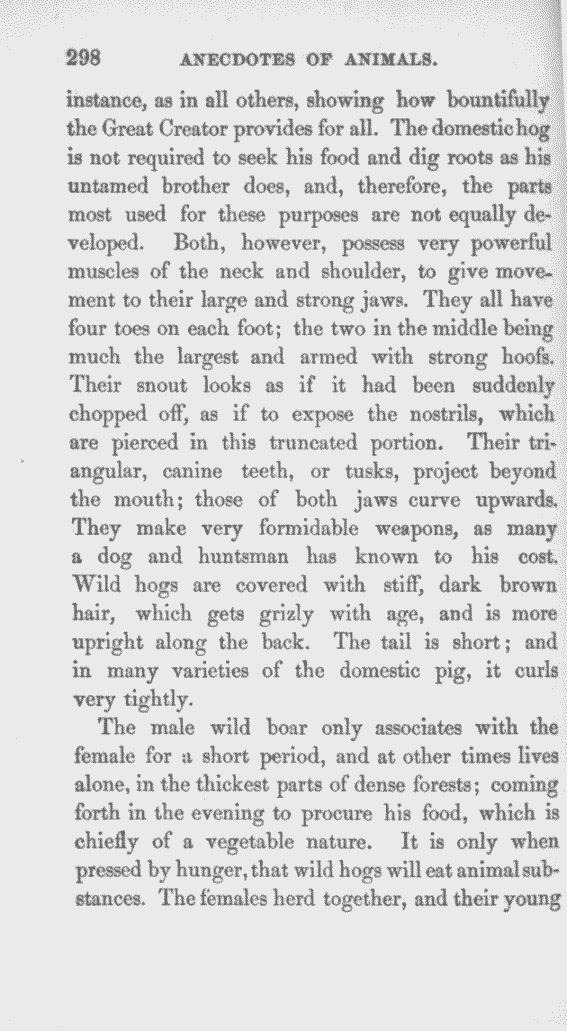 298 ANECDOTES OF ANIMALS.
instance, as in all others, showing how bountifully
the Great Creator provides for all. The domestic hog
is not required to seek his food and dig roots as his
untamed brother does, and, therefore, the parts
most used for these purposes are not equally de-
veloped. Both, however, possess very powerful
muscles of the neck and shoulder, to give move-
ment to their large and strong jaws. They all have
four toes on each foot; the two in the middle being
much the largest and armed with strong hoofs.
Their snout looks as if it had been suddenly
chopped off, as if to expose the nostrils, which
are pierced in this truncated portion. Their tri-
angular, canine teeth, or tusks, project beyond
the mouth; those of both jaws curve upwards.
They make very formidable weapons, as many
a dog and huntsman has known to his cost.
Wild hogs are covered with stiff, dark brown
hair, which gets grizly with age, and is more
upright along the back. The tail is short; and
in many varieties of the domestic pig, it curls
very tightly.
The male wild boar only associates with the
female for a short period, and at other times lives
alone, in the thickest parts of dense forests; coming
forth in the evening to procure his food, which is
chiefly of a vegetable nature. It is only when
pressed by hunger, that wild hogs will eat animal sub-
stances. The females herd together, and their young